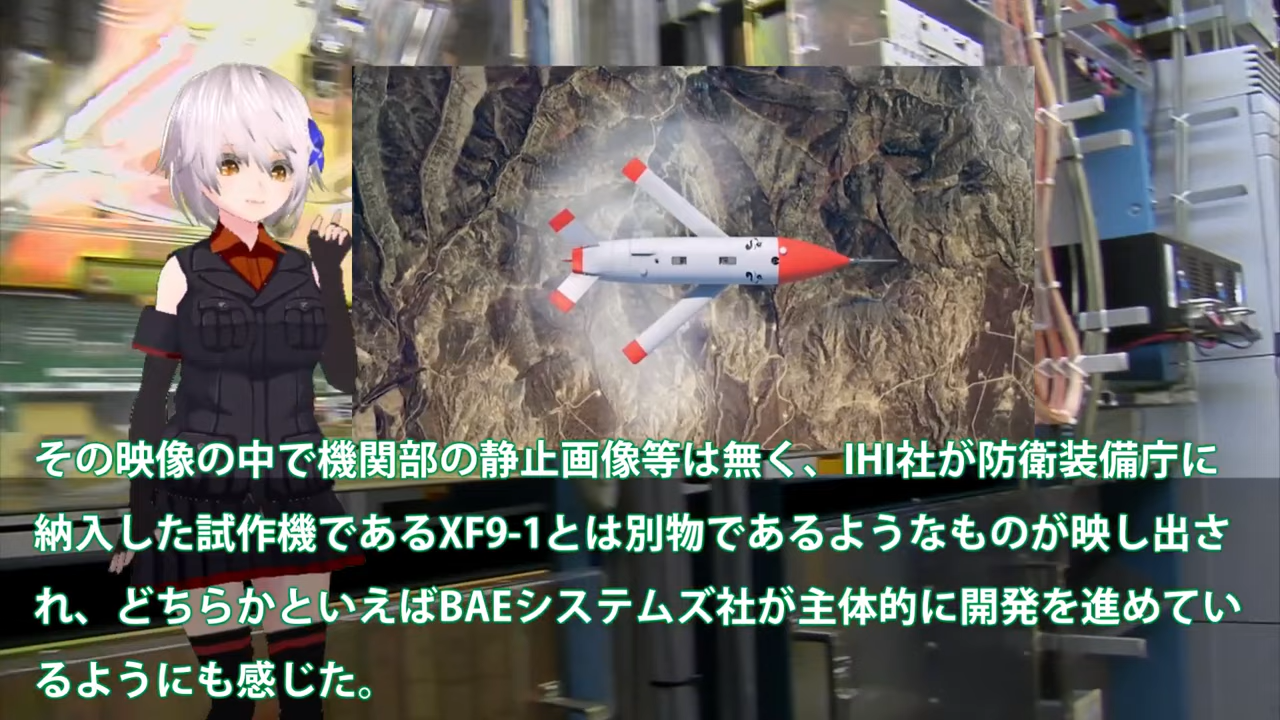 その映像の中で機関部の静止画像等は無く、IHI社が防衛装備庁に
納入した試作機であるXF9-1とは別物であるようなものが映し出さ
れ、どちらかといえばBAEシステムズ社が主体的に開発を進めてい
るようにも感じた。